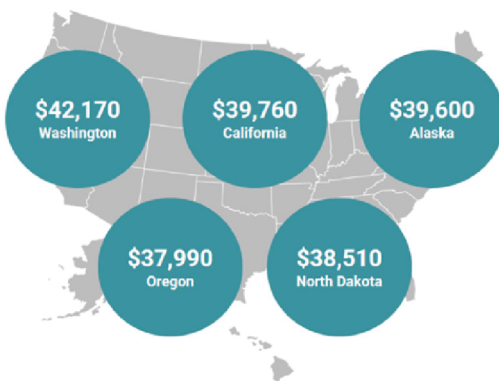 $42,170
Washington
$39,760
California
$39,600
Alaska
$37,990
Oregon
$38,510
North Dakota